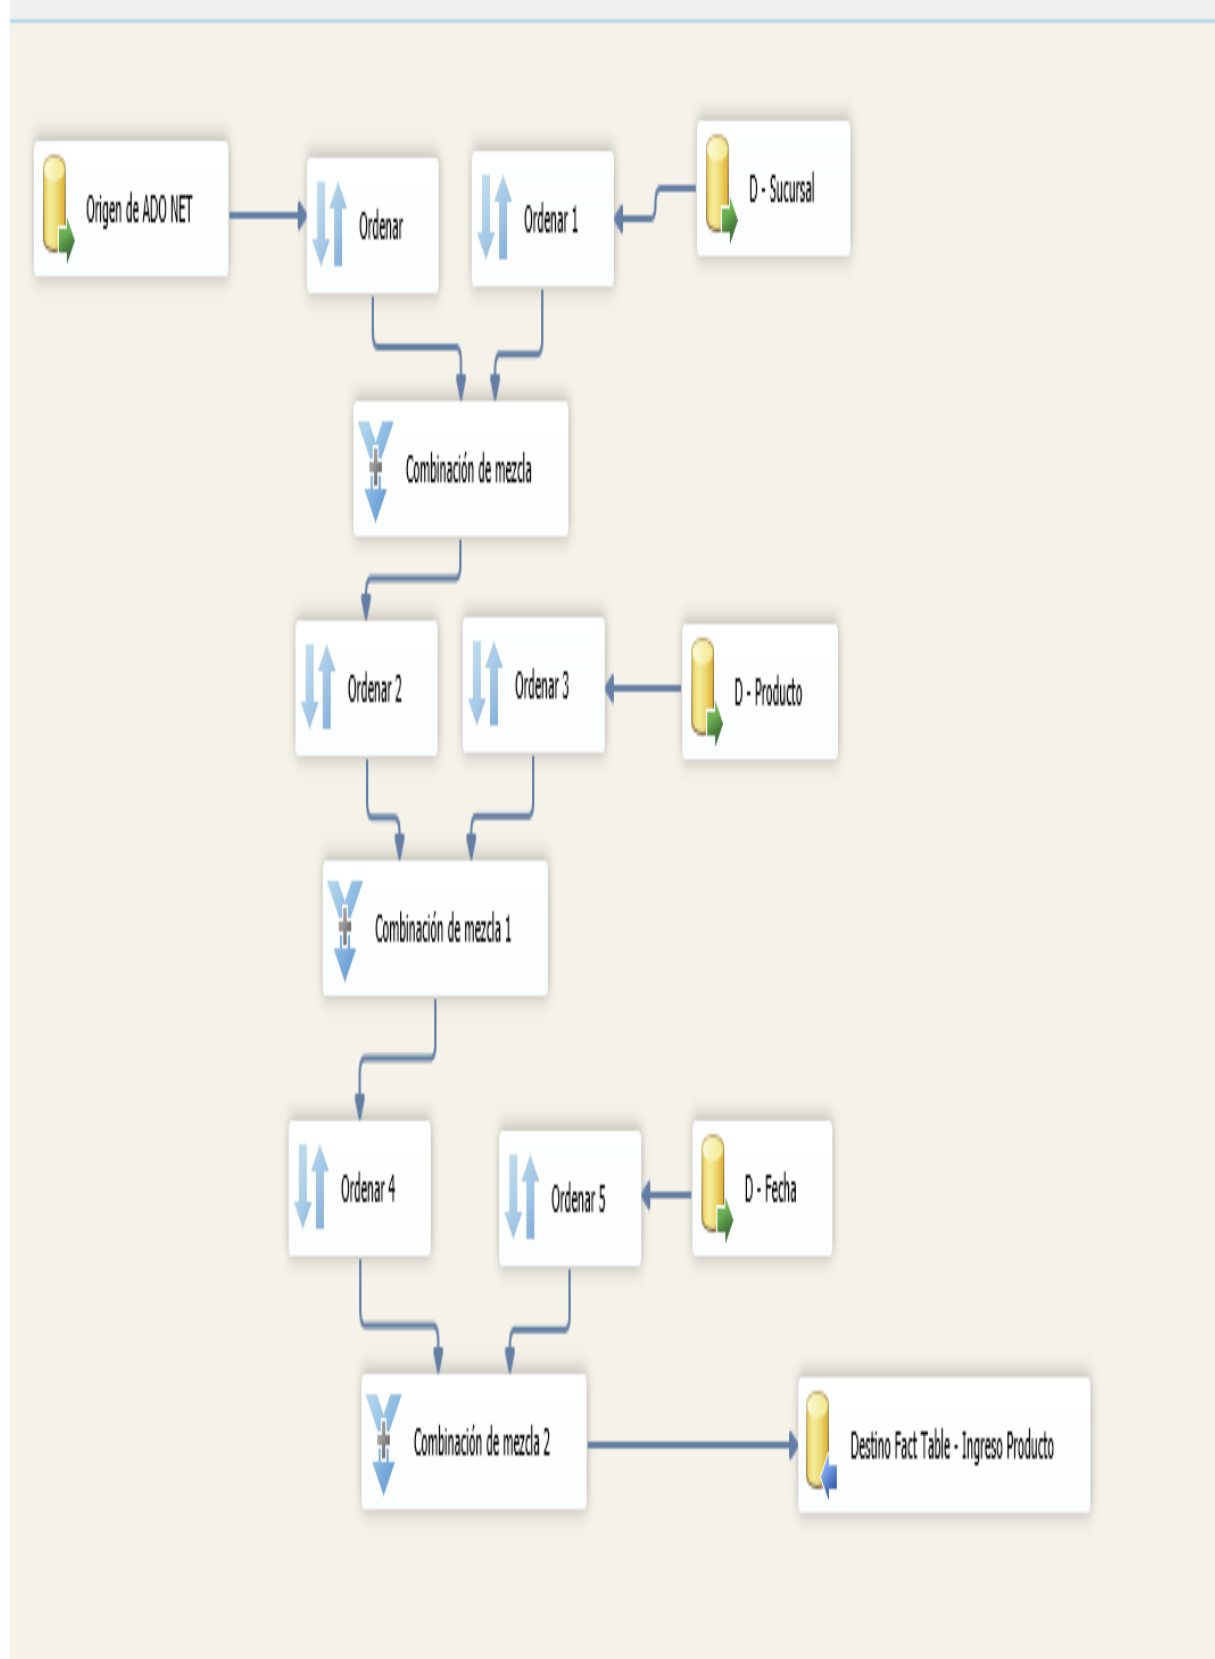 Origen de ADO NET
Ordenar
Ordenar 1
D - Sucursal
Combinación de mezcla
Ordenar 2
Ordenar 3
D - Producto
Combinación de mezcla 1
Ordenar 4
Ordenar 5
D - Fecha
Combinación de mezcla 2
Destino Fact Table - Ingreso Producto